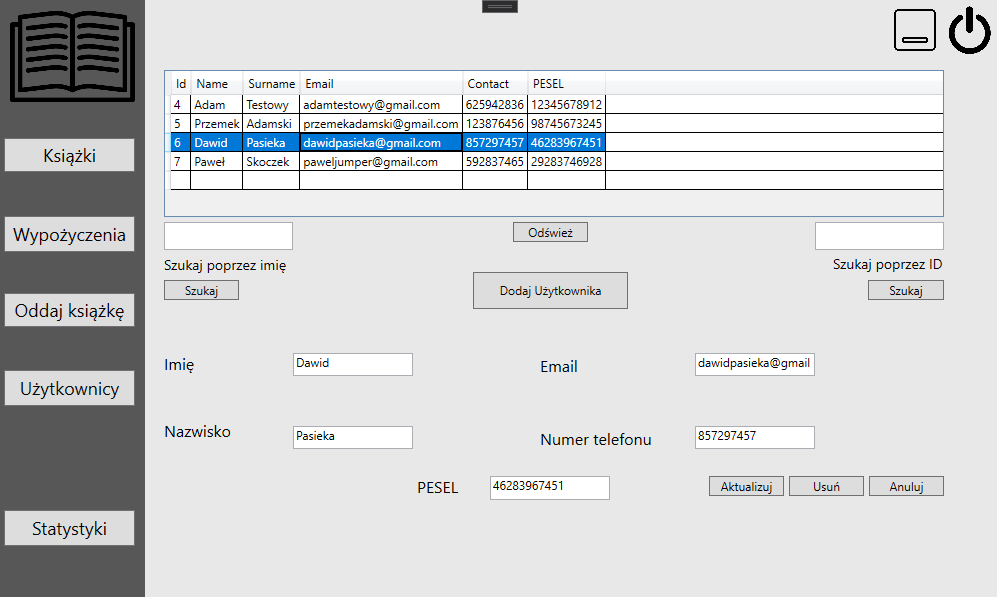 Id Name Surname Email Contact PESEL
4 Adam Testowy adamtestowy@gmail.com 625942836 12345678912
5 Przemek Adamski przemekadamski@gmail.com 123876456 98745673245
6 Dawid Pasieka dawidpasieka@gmail.com 857297457 46283967451
7 Paweł Skoczek paweljumper@gmail.com 592837465 29283746928
Książki
Wypożyczenia
Oddaj książkę
Użytkownicy
Statystyki
Odśwież
Szukaj poprzez imię
Szukaj poprzez ID
Szukaj
Dodaj Użytkownika
Szukaj
Imię
Dawid
Email
dawidpasieka@gmail
Nazwisko
Pasieka
Numer telefonu
857297457
PESEL
46283967451
Aktualizuj
Usuń
Anuluj